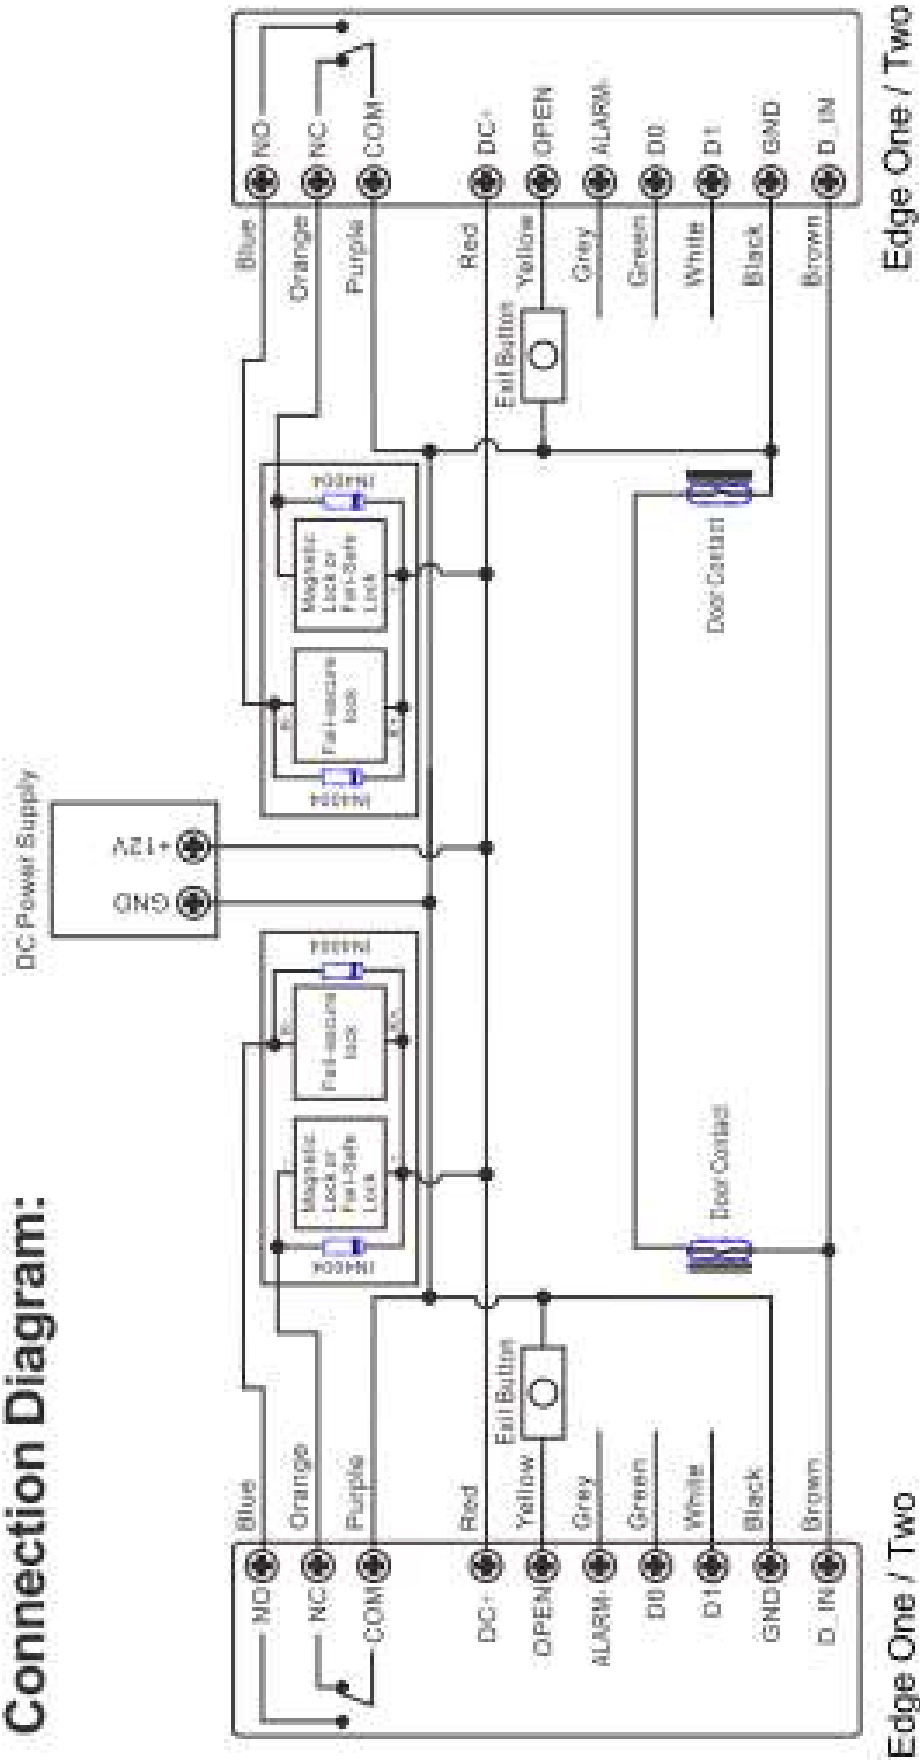 Connection Diagram:
DC Power Supply
GND
+12V
Edge One / Two
NO
NC
COM
DC+
OPEN
ALARM-
D0
D1
GND
D_IN
Blue
Orange
Purple
Red
Yellow
Grey
Green
White
Black
Brown
Exit Button
IN4004
Magnetic
Lock or
Fail-Safe
Lock
Fail-secure
lock
IN4004
Door Contact
IN4004
Fail-secure
lock
Magnetic
Lock or
Fail-Safe
Lock
IN4004
Door Contact
Exit Button
Blue
Orange
Purple
Red
Yellow
Grey
Green
White
Black
Brown
NO
NC
COM
DC+
OPEN
ALARM-
D0
D1
GND
D_IN
Edge One / Two